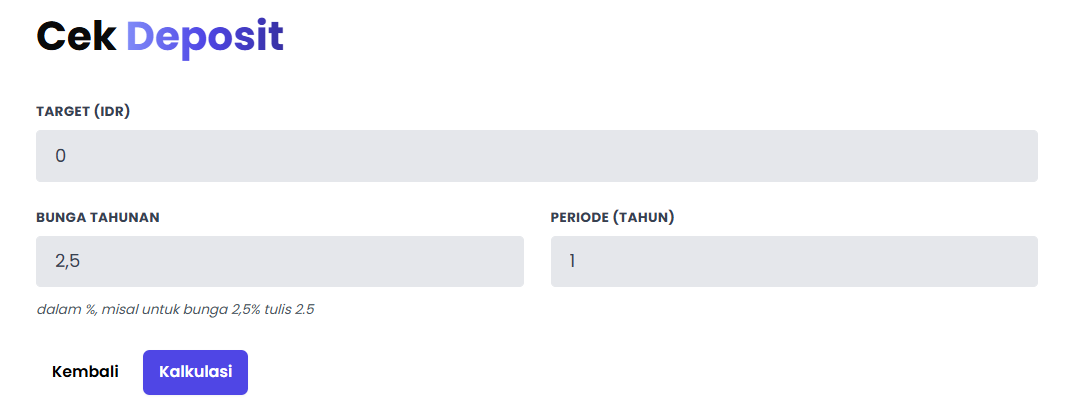 Cek Deposit
TARGET (IDR)
0
BUNGA TAHUNAN
2,5
dalam %, misal untuk bunga 2,5% tulis 2.5
PERIODE (TAHUN)
1
Kembali
Kalkulasi